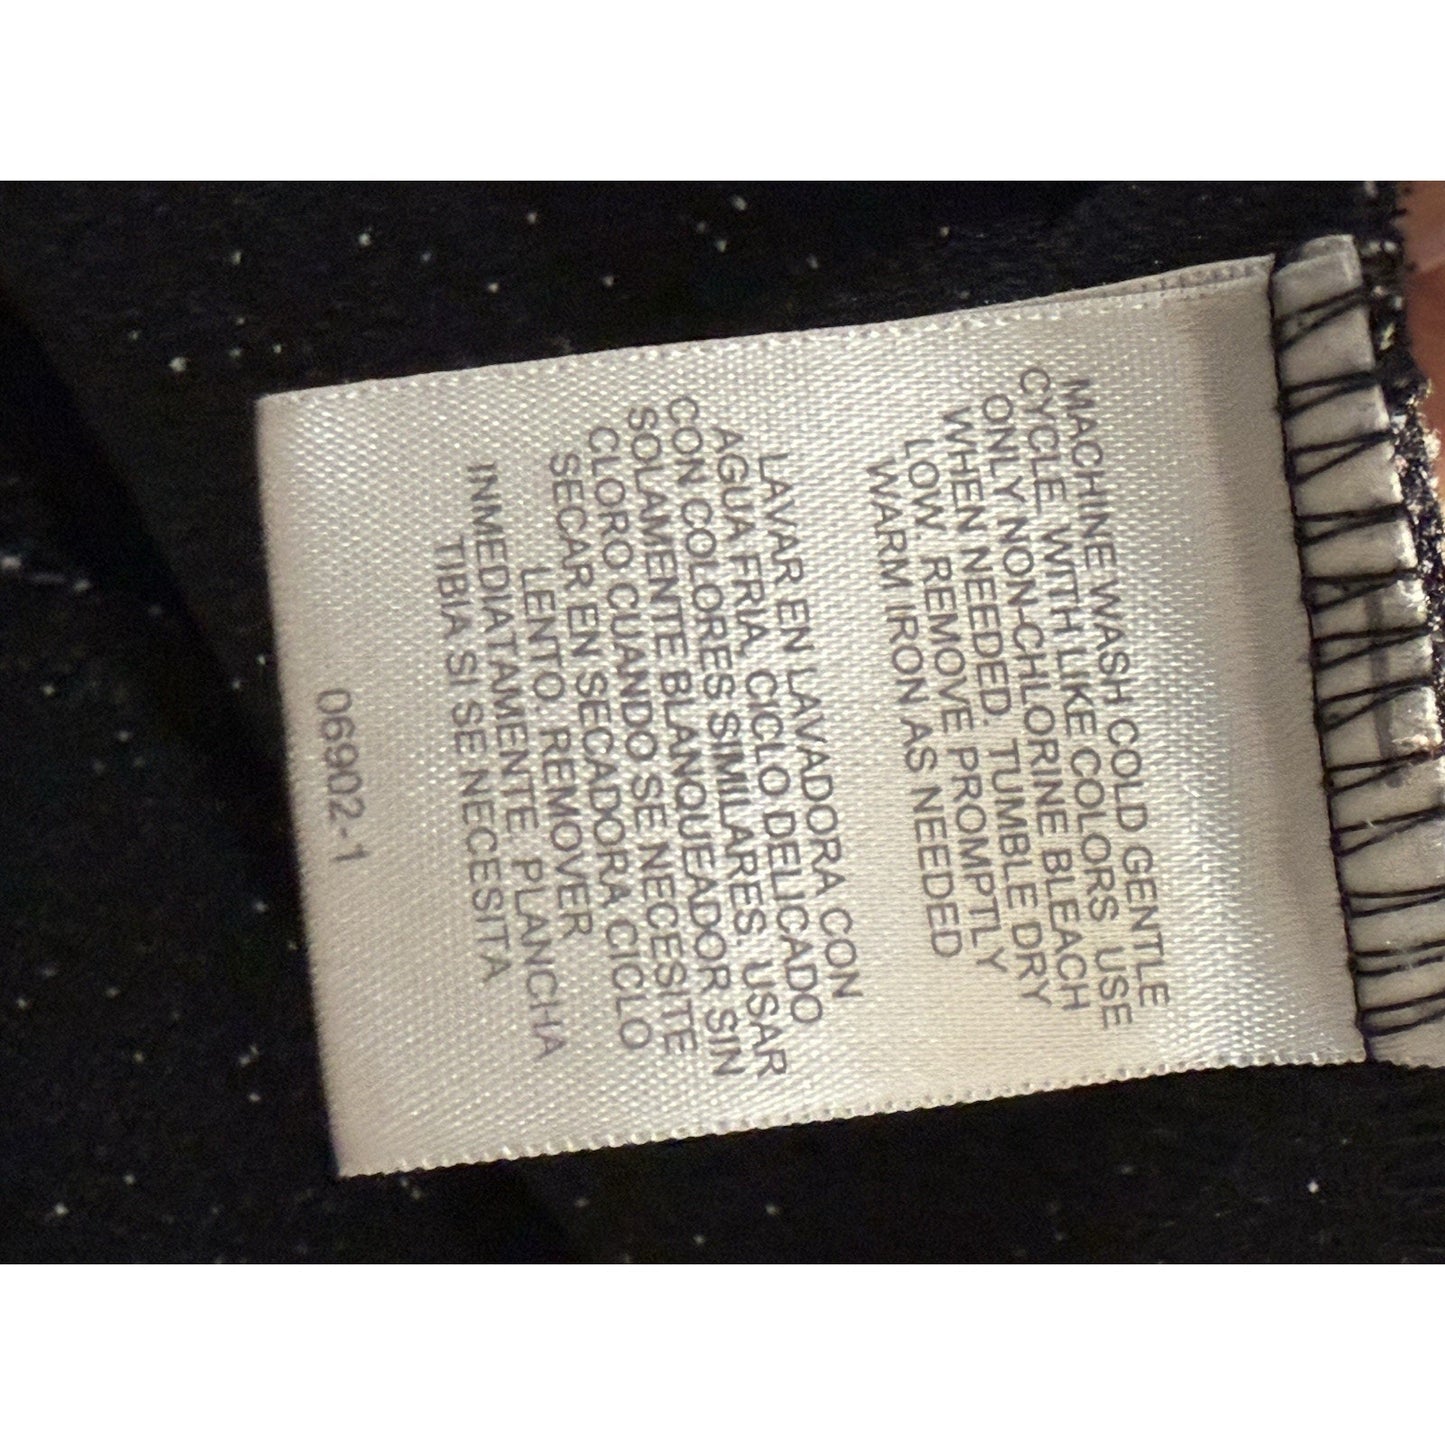 MACHINE WASH COLD GENTLE
CYCLE WITH LIKE COLORS USE
ONLY NON-CHLORINE BLEACH
WHEN NEEDED. TUMBLE DRY
LOW. REMOVE PROMPTLY
WARM IRON AS NEEDED
LAVAR EN LAVADORA CON
AGUA FRIA, CICLO DELICADO
CON COLORES SIMILARES. USAR
SOLAMENTE BLANQUEADOR SIN
CLORO CUANDO SE NECESITE
SECAR EN SECADORA CICLO
LENTO. REMOVER
INMEDIATAMENTE. PLANCHA
TIBIA SI SE NECESITA
06902-1